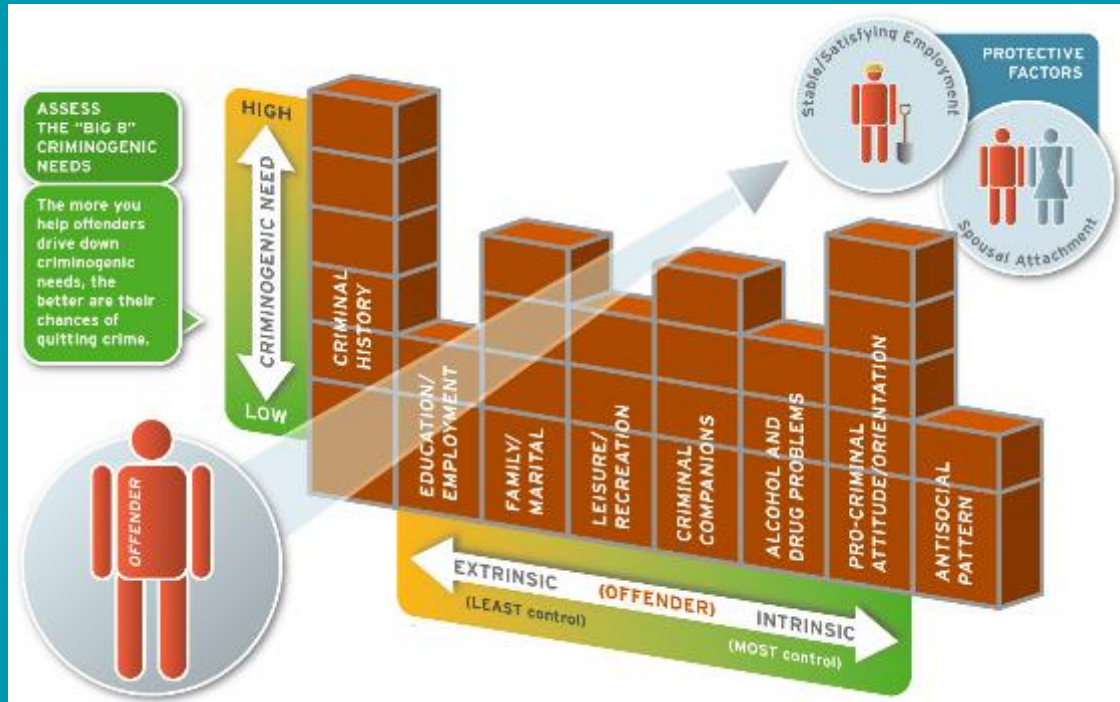 ASSESS
THE "BIG 8"
CRIMINOGENIC
NEEDS
The more you
help offenders
drive down
criminogenic
needs, the
better are their
chances of
quitting crime.
HIGH
CRIMINOGENIC NEED
LOW
OFFENDER
CRIMINAL
HISTORY
EDUCATION/
EMPLOYMENT
FAMILY/
MARITAL
LEISURE/
RECREATION
CRIMINAL
COMPANIONS
ALCOHOL AND
DRUG PROBLEMS
PRO-CRIMINAL
ATTITUDE/ORIENTATION
ANTISOCIAL
PATTERN
EXTRINSIC (OFFENDER) INTRINSIC
(LEAST control) (MOST control)
Stable/Satisfying Employment
PROTECTIVE
FACTORS
Spousal Attachment